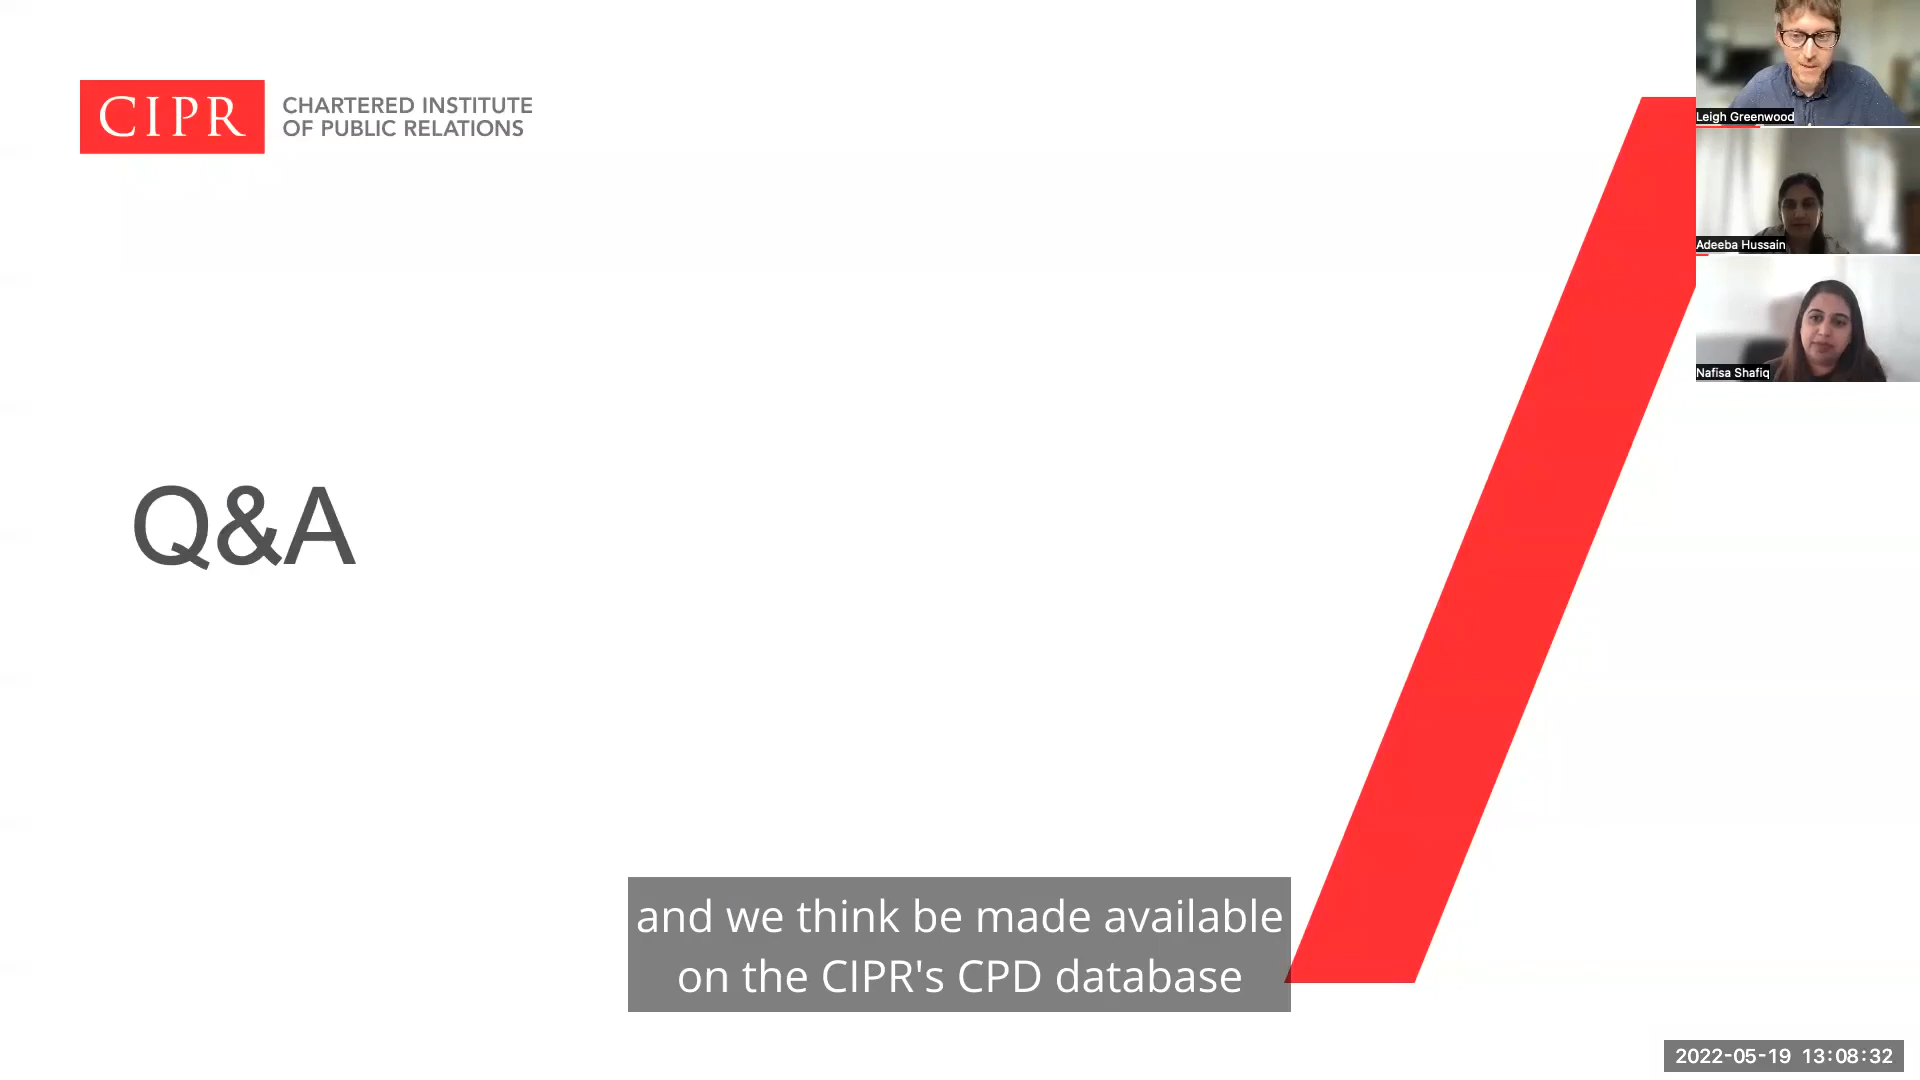 CIPR
CHARTERED INSTITUTE
OF PUBLIC RELATIONS
Leigh Greenwood
Adeeba Hussain
Nafisa Shafiq
Q&A
and we think be made available
on the CIPR's CPD database
2022-05-19 13:08:32